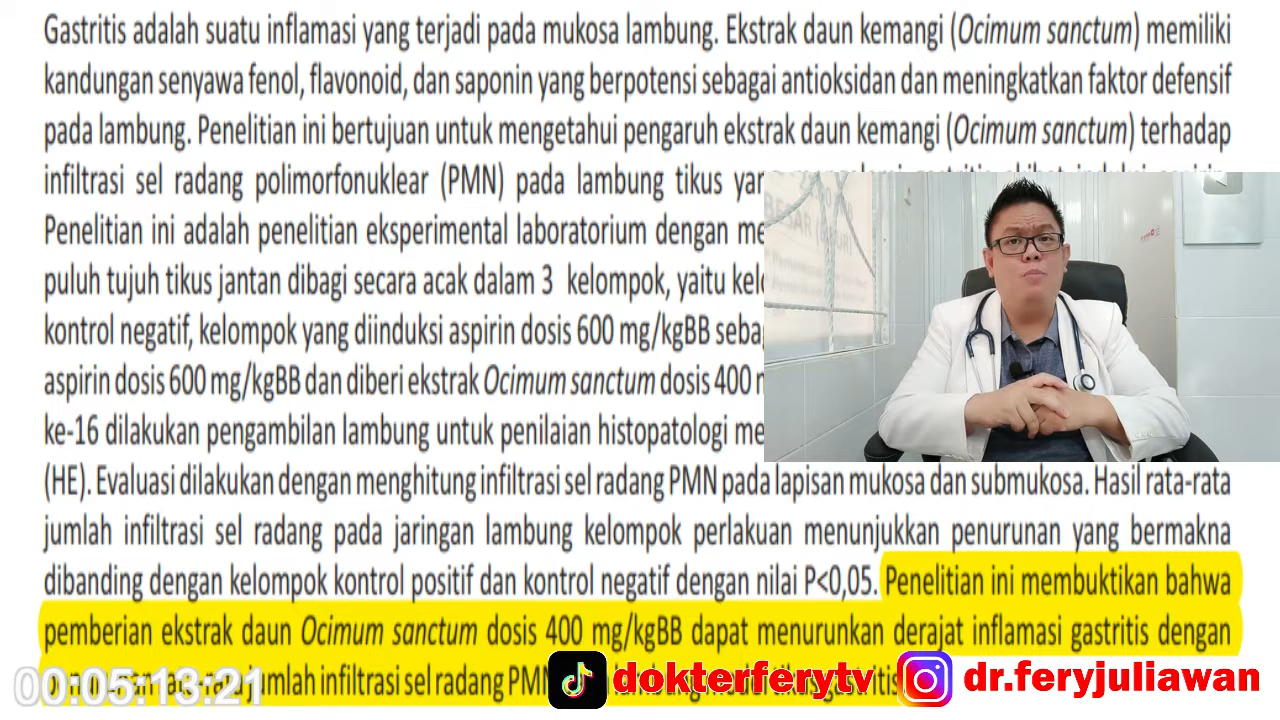 Gastritis adalah suatu inflamasi yang terjadi pada mukosa lambung. Ekstrak daun kemangi (Ocimum sanctum) memiliki
kandungan senyawa fenol, flavonoid, dan saponin yang berpotensi sebagai antioksidan dan meningkatkan faktor defensif
pada lambung. Penelitian ini bertujuan untuk mengetahui pengaruh ekstrak daun kemangi (Ocimum sanctum) terhadap
infiltrasi sel radang polimorfonuklear (PMN) pada lambung tikus
Penelitian ini adalah penelitian eksperimental laboratorium dengan
puluh tujuh tikus jantan dibagi secara acak dalam 3 kelompok, yaitu
kontrol negatif, kelompok yang diinduksi aspirin dosis 600 mg/kgBB
aspirin dosis 600 mg/kgBB dan diberi ekstrak Ocimum sanctum dosis 400
ke-16 dilakukan pengambilan lambung untuk penilaian histopatologi
(HE). Evaluasi dilakukan dengan menghitung infiltrasi sel radang PMN pada lapisan mukosa dan submukosa. Hasil rata-rata
jumlah infiltrasi sel radang pada jaringan lambung kelompok perlakuan menunjukkan penurunan yang bermakna
dibanding dengan kelompok kontrol positif dan kontrol negatif dengan nilai P<0,05. Penelitian ini membuktikan bahwa
pemberian ekstrak daun Ocimum sanctum dosis 400 mg/kgBB dapat menurunkan derajat inflamasi gastritis dengan
jumlah infiltrasi sel radang PMN
00:05:13:21
dokterferytv
dr.feryjuliawan